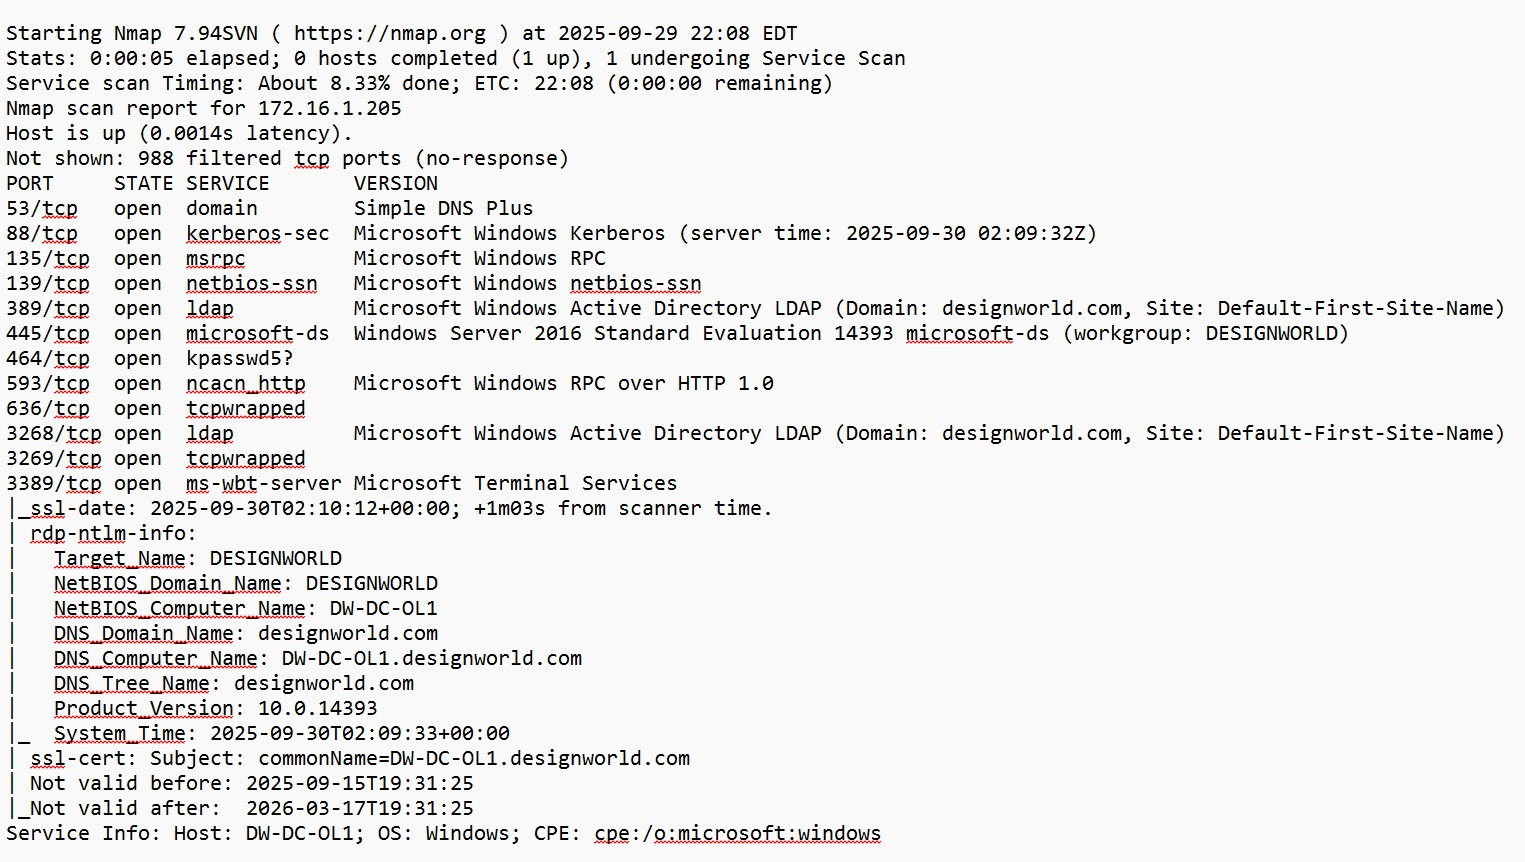 Starting Nmap 7.94SVN ( https://nmap.org ) at 2025-09-29 22:08 EDT
Stats: 0:00:05 elapsed; 0 hosts completed (1 up), 1 undergoing Service Scan
Service scan Timing: About 8.33% done; ETC: 22:08 (0:00:00 remaining)
Nmap scan report for 172.16.1.205
Host is up (0.0014s latency).
Not shown: 988 filtered tcp ports (no-response)
PORT     STATE SERVICE       VERSION
53/tcp   open  domain        Simple DNS Plus
88/tcp   open  kerberos-sec  Microsoft Windows Kerberos (server time: 2025-09-30 02:09:32Z)
135/tcp  open  msrpc         Microsoft Windows RPC
139/tcp  open  netbios-ssn   Microsoft Windows netbios-ssn
389/tcp  open  ldap          Microsoft Windows Active Directory LDAP (Domain: designworld.com, Site: Default-First-Site-Name)
445/tcp  open  microsoft-ds  Windows Server 2016 Standard Evaluation 14393 microsoft-ds (workgroup: DESIGNWORLD)
464/tcp  open  kpasswd5?
593/tcp  open  ncacn_http    Microsoft Windows RPC over HTTP 1.0
636/tcp  open  tcpwrapped
3268/tcp open  ldap          Microsoft Windows Active Directory LDAP (Domain: designworld.com, Site: Default-First-Site-Name)
3269/tcp open  tcpwrapped
3389/tcp open  ms-wbt-server Microsoft Terminal Services
|_ssl-date: 2025-09-30T02:10:12+00:00; +1m03s from scanner time.
| rdp-ntlm-info:
|   Target_Name: DESIGNWORLD
|   NetBIOS_Domain_Name: DESIGNWORLD
|   NetBIOS_Computer_Name: DW-DC-OL1
|   DNS_Domain_Name: designworld.com
|   DNS_Computer_Name: DW-DC-OL1.designworld.com
|   DNS_Tree_Name: designworld.com
|   Product_Version: 10.0.14393
|_  System_Time: 2025-09-30T02:09:33+00:00
| ssl-cert: Subject: commonName=DW-DC-OL1.designworld.com
| Not valid before: 2025-09-15T19:31:25
|_Not valid after:  2026-03-17T19:31:25
Service Info: Host: DW-DC-OL1; OS: Windows; CPE: cpe:/o:microsoft:windows